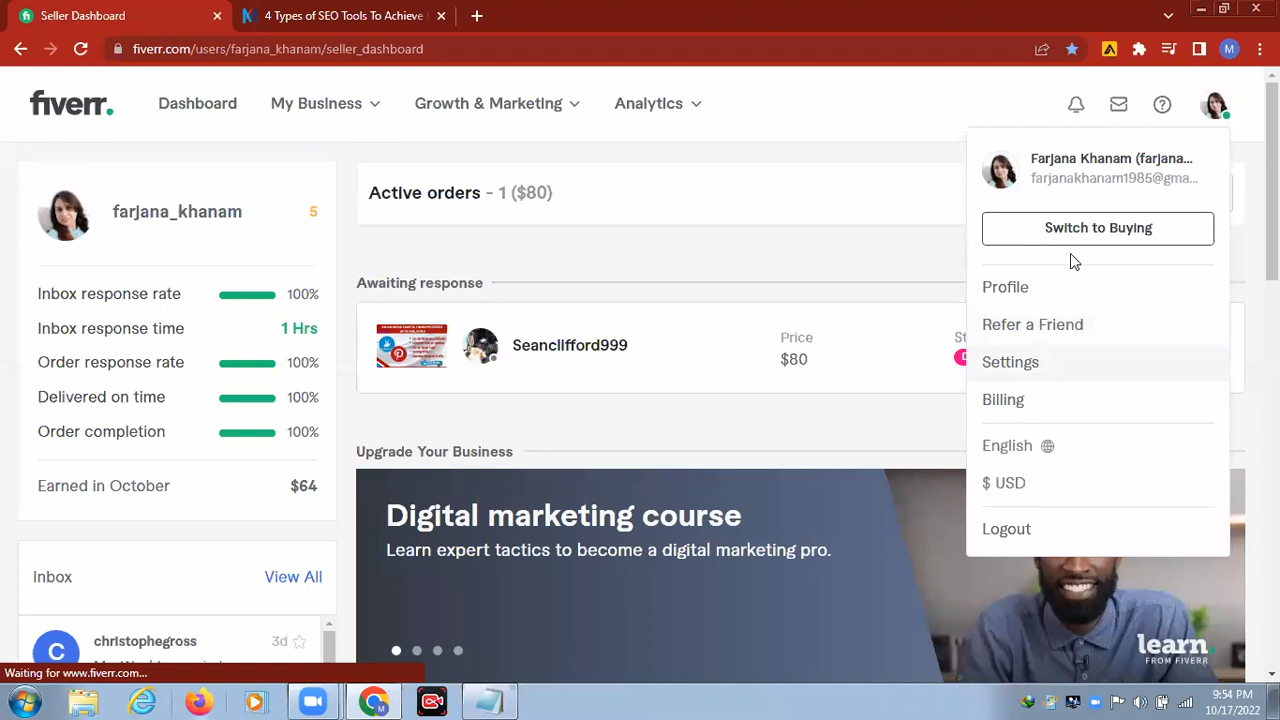 Seller Dashboard
4 Types of SEO Tools To Achieve
fiverr.com/users/farjana_khanam/seller_dashboard
M
fiverr.
Dashboard
My Business
Growth & Marketing
Analytics
Farjana Khanam (farjana...
farjanakhanam1985@gma...
Switch to Buying
Profile
Refer a Friend
Settings
Billing
English
$ USD
Logout
farjana_khanam 5
Inbox response rate 100%
Inbox response time 1 Hrs
Order response rate 100%
Delivered on time 100%
Order completion 100%
Earned in October $64
Inbox View All
C
christophegross 3d
Active orders - 1 ($80)
Awaiting response
Seanclifford999
Price
$80
St
Upgrade Your Business
Digital marketing course
Learn expert tactics to become a digital marketing pro.
learn.
FROM FIVERR
Waiting for www.fiverr.com...
9:54 PM
10/17/2022